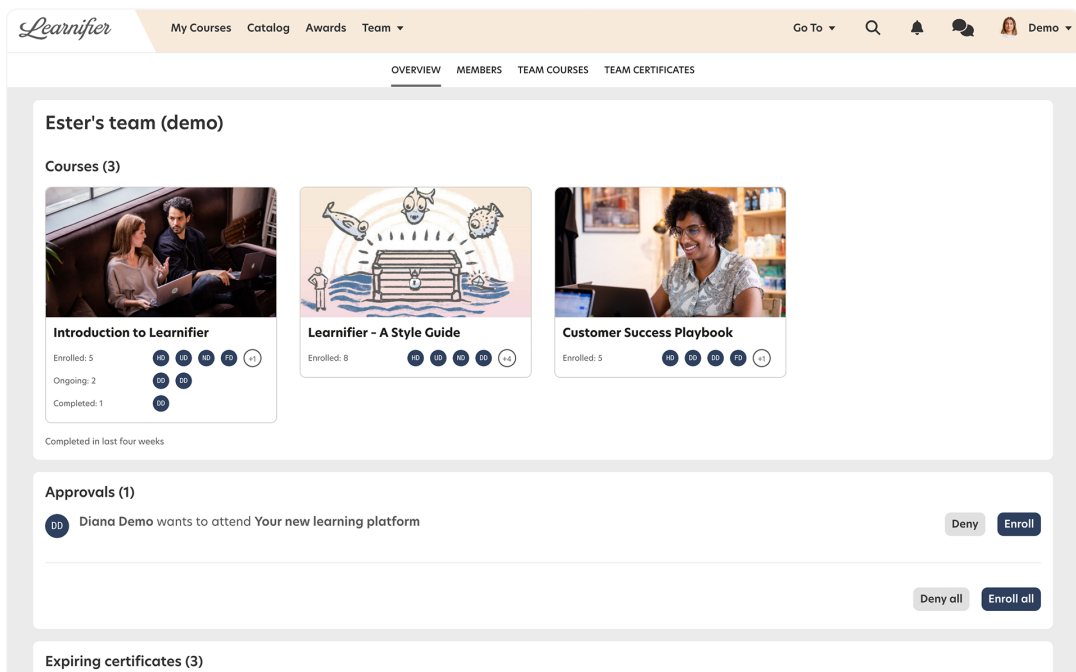 Learnifier My Courses Catalog Awards Team Go To Demo
OVERVIEW MEMBERS TEAM COURSES TEAM CERTIFICATES
Ester's team (demo)
Courses (3)
Introduction to Learnifier
Enrolled: 5 HD UD ND FD +1
Ongoing: 2 DD DD
Completed: 1 DD
Learnifier - A Style Guide
Enrolled: 8 HD UD ND DD +4
Customer Success Playbook
Enrolled: 5 HD DD DD FD +1
Completed in last four weeks
Approvals (1)
DD Diana Demo wants to attend Your new learning platform Deny Enroll
Deny all Enroll all
Expiring certificates (3)